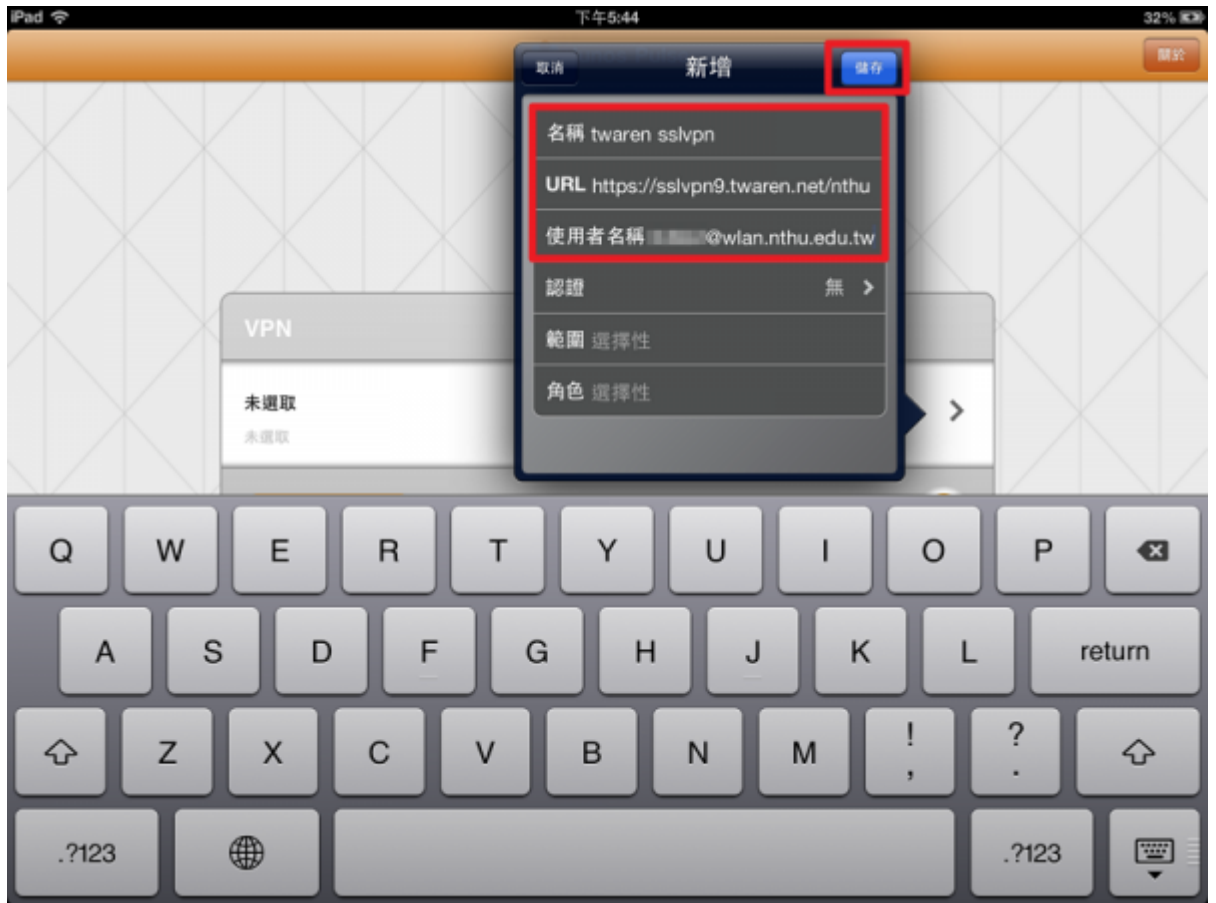 iPad 下午5:44 32%
取消 新增 儲存 關於
名稱 twaren sslvpn
URL https://sslvpn9.twaren.net/nthu
使用者名稱 @wlan.nthu.edu.tw
認證 無
範圍 選擇性
角色 選擇性
VPN
未選取
未選取
Q W E R T Y U I O P
A S D F G H J K L return
Z X C V B N M ! , ? .
.?123 .?123